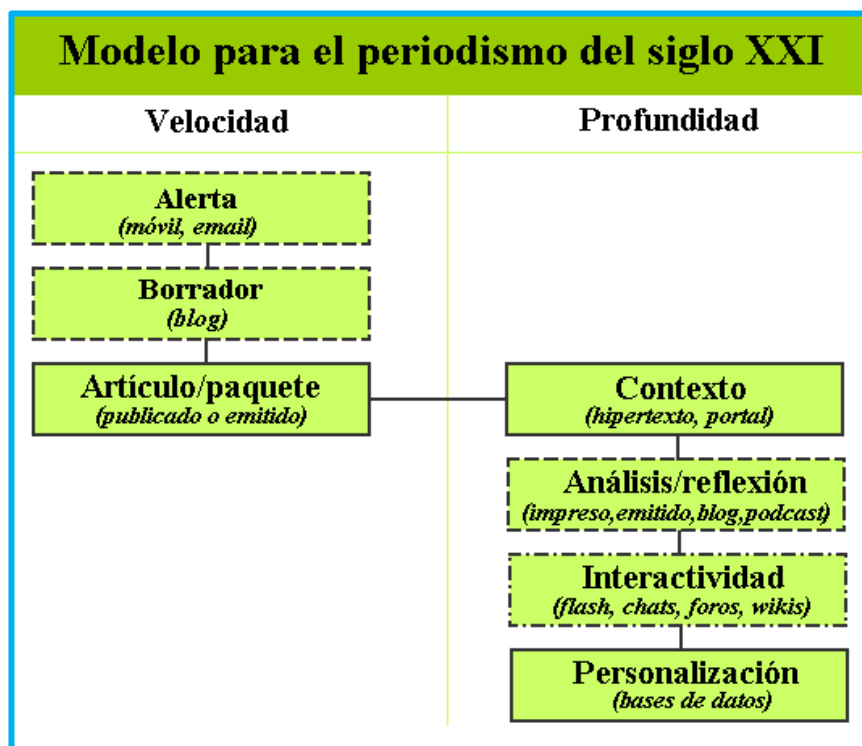 Modelo para el periodismo del siglo XXI
Velocidad
Profundidad
Alerta
(móvil, email)
Borrador
(blog)
Artículo/paquete
(publicado o emitido)
Contexto
(hipertexto, portal)
Análisis/reflexión
(impreso,emitido,blog,podcast)
Interactividad
(flash, chats, foros, wikis)
Personalización
(bases de datos)